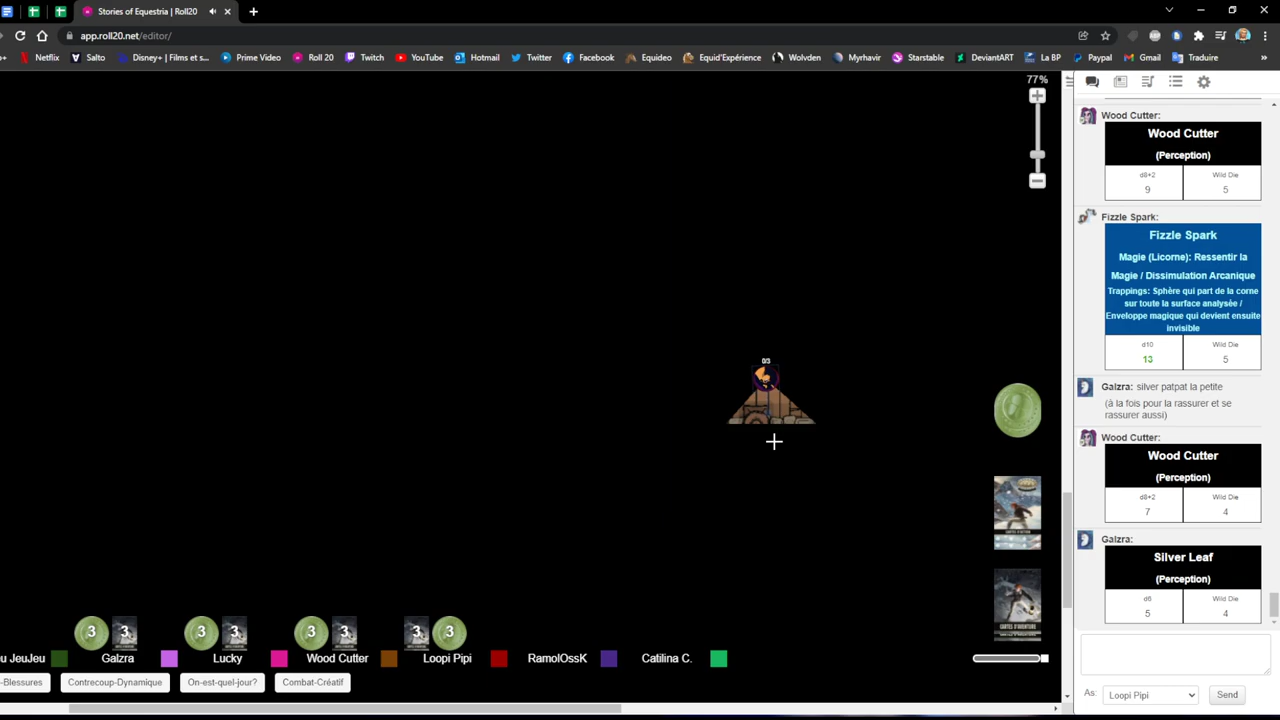 Stories of Equestria | Roll20
app.roll20.net/editor/
Netflix Salto Disney+ | Films et s... Prime Video Roll 20 Twitch YouTube Hotmail Twitter Facebook Equideo Equid'Expérience Wolvden Myrhavir Starstable DeviantART La BP Paypal Gmail Traduire »
77%
Wood Cutter:
Wood Cutter
(Perception)
d8+2 Wild Die
9 5
Fizzle Spark:
Fizzle Spark
Magie (Licorne): Ressentir la
Magie / Dissimulation Arcanique
Trappings: Sphère qui part de la corne
sur toute la surface analysée /
Enveloppe magique qui devient ensuite
invisible
d10 Wild Die
13 5
Galzra: silver patpat la petite
(à la fois pour la rassurer et se
rassurer aussi)
Wood Cutter:
Wood Cutter
(Perception)
d8+2 Wild Die
7 4
Galzra:
Silver Leaf
(Perception)
d6 Wild Die
5 4
0/3
3 3 3 3 3 3 3 3
u JeuJeu Galzra Lucky Wood Cutter Loopi Pipi RamolOssK Catilina C.
-Blessures Contrecoup-Dynamique On-est-quel-jour? Combat-Créatif
As: Loopi Pipi Send